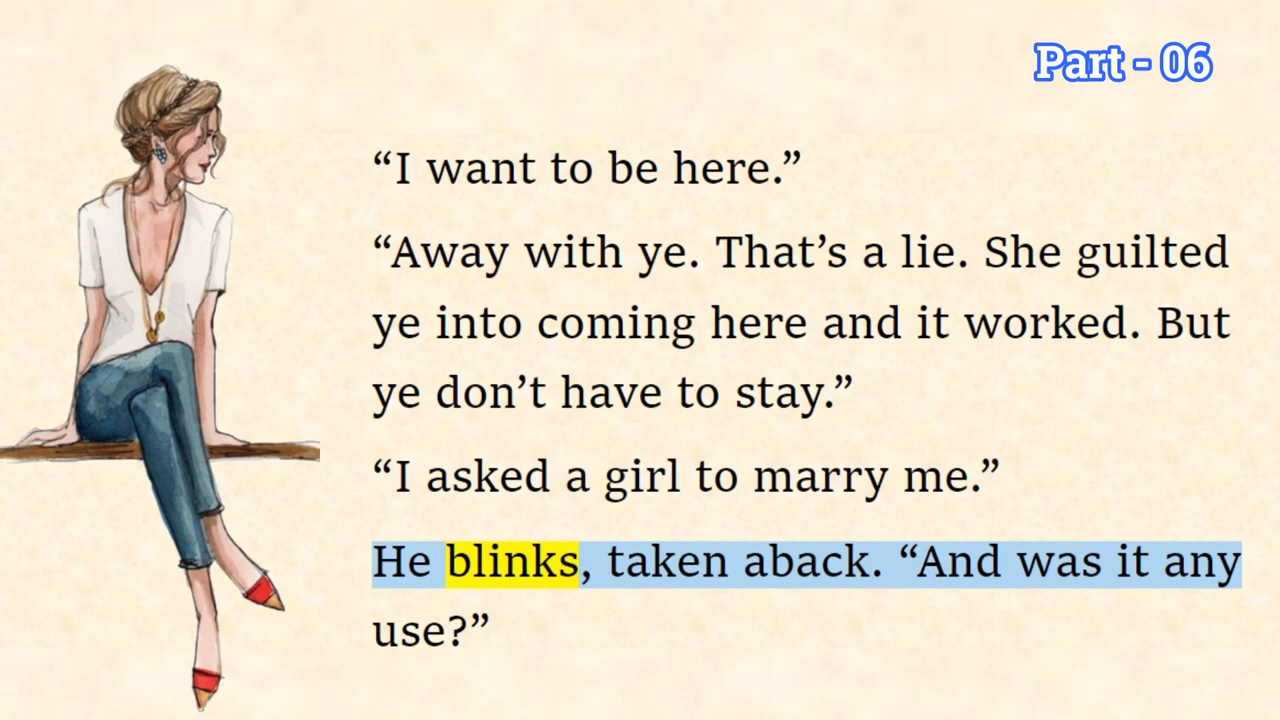 Part - 06
“I want to be here.”
“Away with ye. That’s a lie. She guilted
ye into coming here and it worked. But
ye don’t have to stay.”
“I asked a girl to marry me.”
He blinks, taken aback. “And was it any
use?”